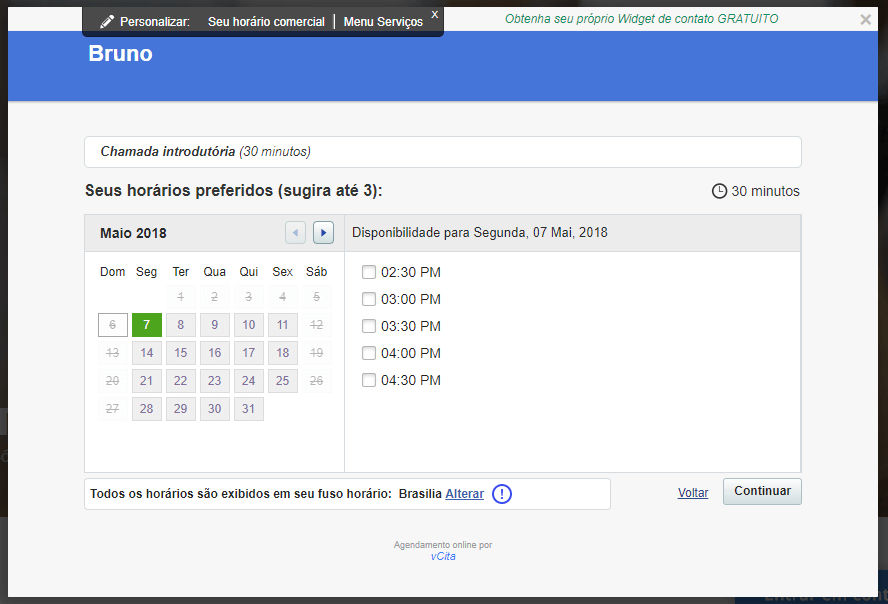 Personalizar: Seu horário comercial | Menu Serviços x
Obtenha seu próprio Widget de contato GRATUITO
Bruno
Chamada introdutória (30 minutos)
Seus horários preferidos (sugira até 3):
30 minutos
Maio 2018
Disponibilidade para Segunda, 07 Mai, 2018
Dom Seg Ter Qua Qui Sex Sáb
1 2 3 4 5
6 7 8 9 10 11 12
13 14 15 16 17 18 19
20 21 22 23 24 25 26
27 28 29 30 31
02:30 PM
03:00 PM
03:30 PM
04:00 PM
04:30 PM
Todos os horários são exibidos em seu fuso horário: Brasilia Alterar
Voltar
Continuar
Agendamento online por
vCita